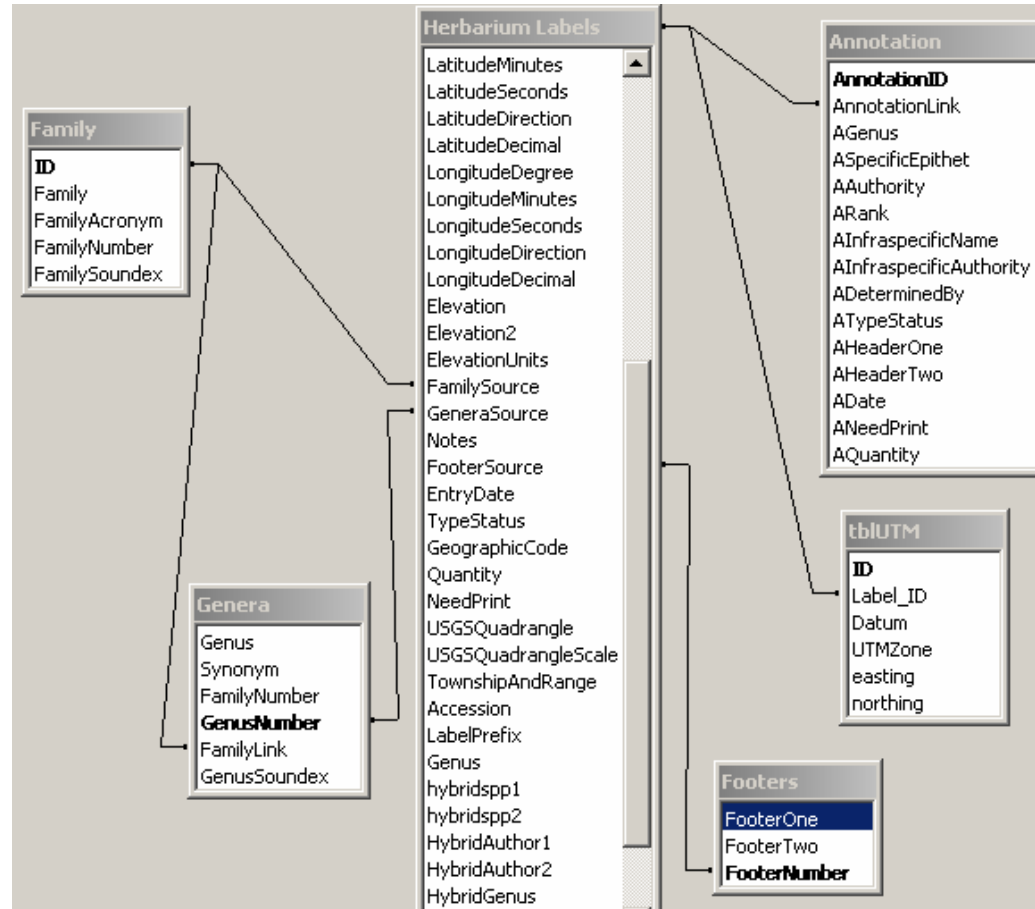 Family
ID
Family
FamilyAcronym
FamilyNumber
FamilySoundex
Genera
Genus
Synonym
FamilyNumber
GenusNumber
FamilyLink
GenusSoundex
Herbarium Labels
LatitudeMinutes
LatitudeSeconds
LatitudeDirection
LatitudeDecimal
LongitudeDegree
LongitudeMinutes
LongitudeSeconds
LongitudeDirection
LongitudeDecimal
Elevation
Elevation2
ElevationUnits
FamilySource
GeneraSource
Notes
FooterSource
EntryDate
TypeStatus
GeographicCode
Quantity
NeedPrint
USGSQuadrangle
USGSQuadrangleScale
TownshipAndRange
Accession
LabelPrefix
Genus
hybridspp1
hybridspp2
HybridAuthor1
HybridAuthor2
HybridGenus
Annotation
AnnotationID
AnnotationLink
AGenus
ASpecificEpithet
AAuthority
ARank
AInfraspecificName
AInfraspecificAuthority
ADeterminedBy
ATypeStatus
AHeaderOne
AHeaderTwo
ADate
ANeedPrint
AQuantity
tblUTM
ID
Label_ID
Datum
UTMZone
easting
northing
Footers
FooterOne
FooterTwo
FooterNumber